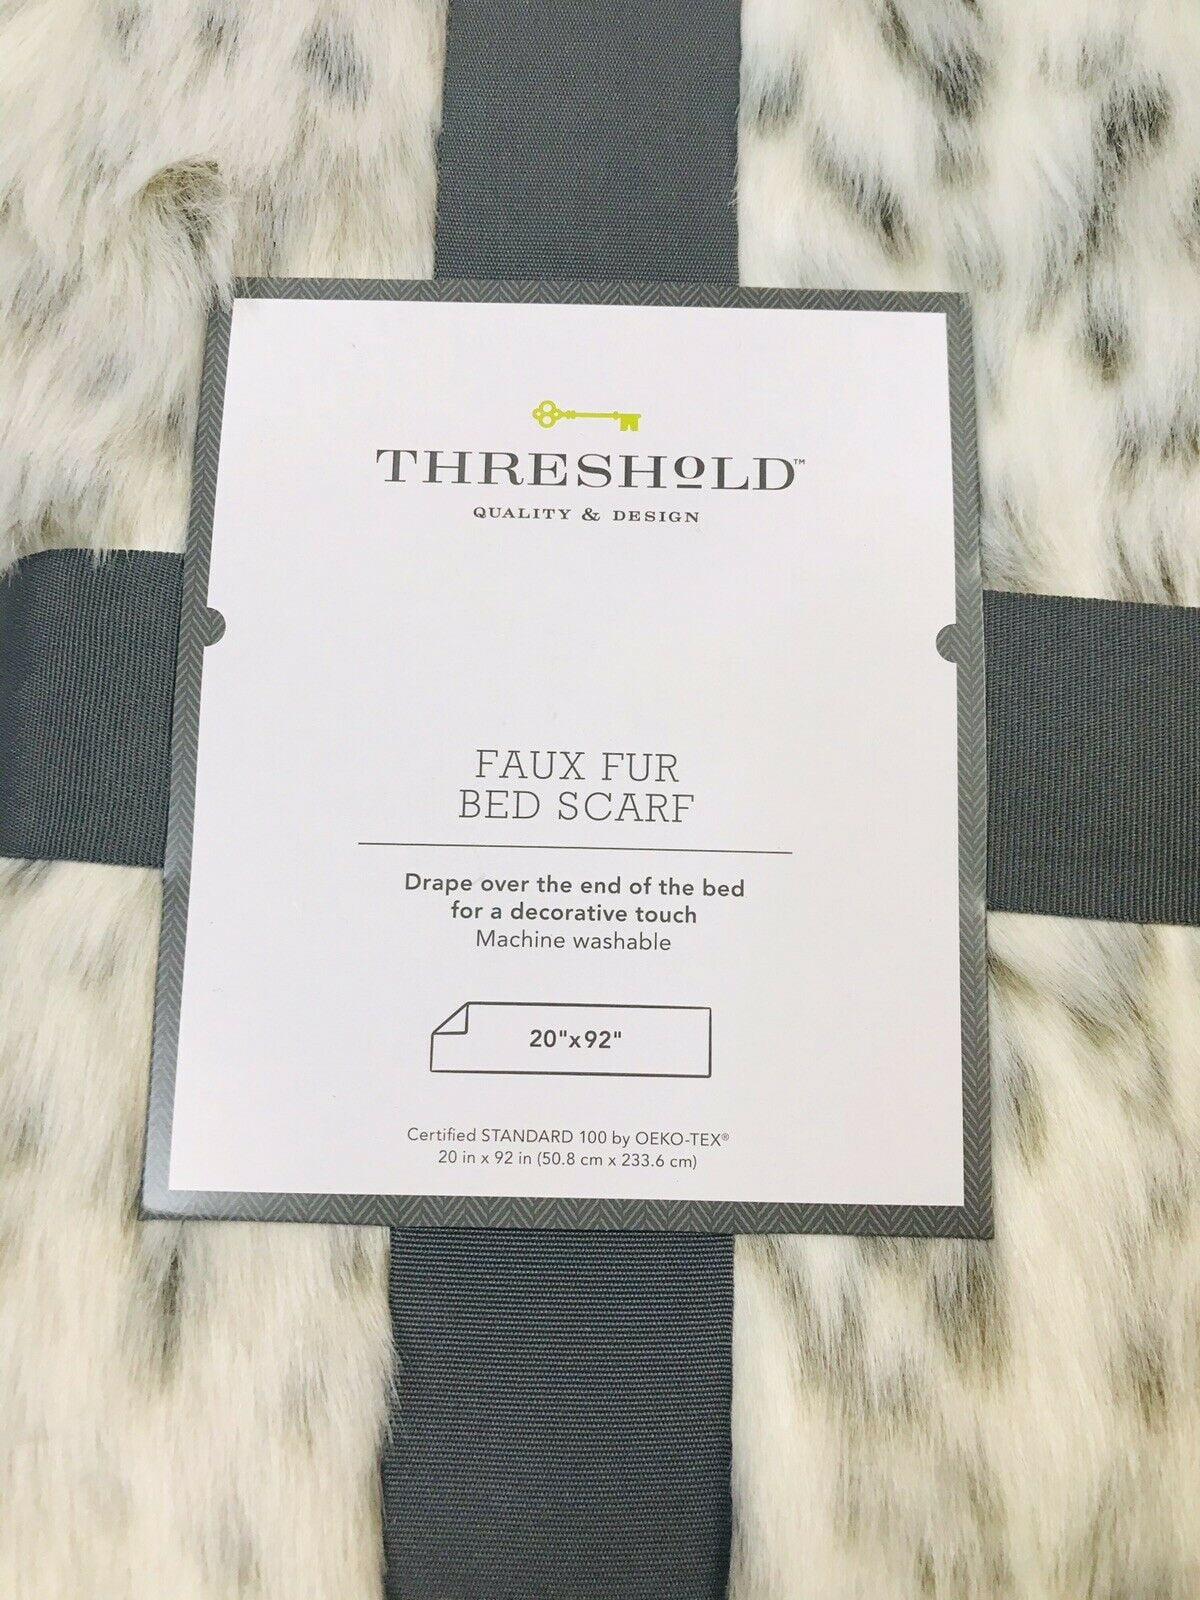 THRESHOLD™
QUALITY & DESIGN
FAUX FUR
BED SCARF
Drape over the end of the bed
for a decorative touch
Machine washable
20"x92"
Certified STANDARD 100 by OEKO-TEX®
20 in x 92 in (50.8 cm x 233.6 cm)